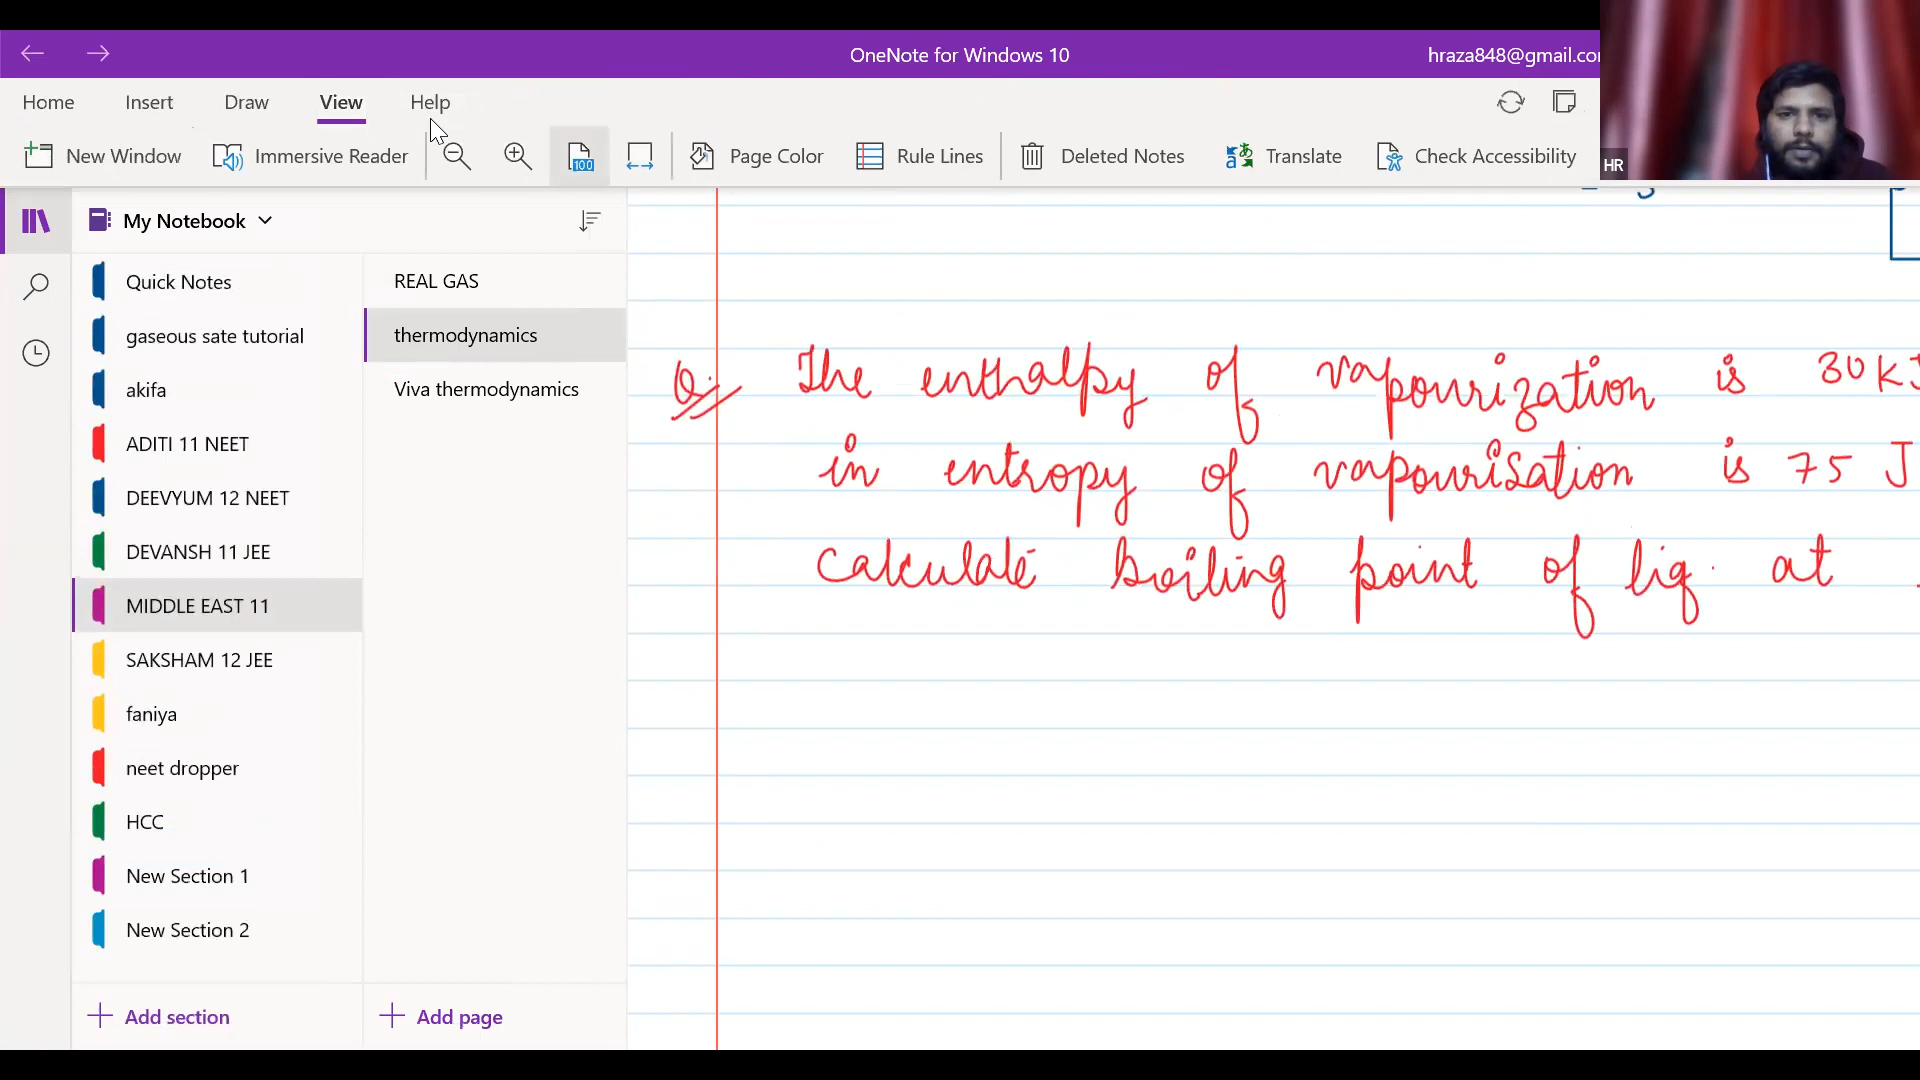 OneNote for Windows 10
hraza848@gmail.co
Home Insert Draw View Help
New Window Immersive Reader 100 Page Color Rule Lines Deleted Notes Translate Check Accessibility
HR
My Notebook
Quick Notes
gaseous sate tutorial
akifa
ADITI 11 NEET
DEEVYUM 12 NEET
DEVANSH 11 JEE
MIDDLE EAST 11
SAKSHAM 12 JEE
faniya
neet dropper
HCC
New Section 1
New Section 2
Add section
REAL GAS
thermodynamics
Viva thermodynamics
Add page
Q. The enthalpy of vapourization is 30 KJ
in entropy of vapourisation is 75 J
calculate boiling point of liq. at